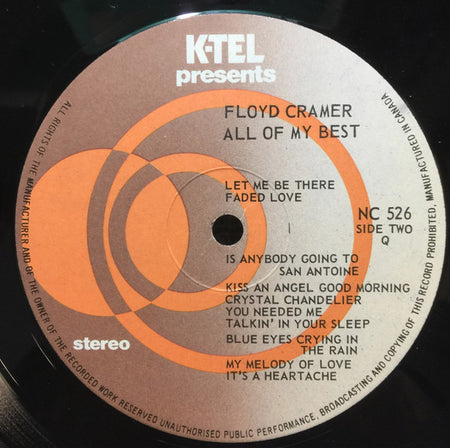 K-TEL
presents
FLOYD CRAMER
ALL OF MY BEST
LET ME BE THERE
FADED LOVE
NC 526
SIDE TWO
Q
IS ANYBODY GOING TO
SAN ANTOINE
KISS AN ANGEL GOOD MORNING
CRYSTAL CHANDELIER
YOU NEEDED ME
TALKIN' IN YOUR SLEEP
BLUE EYES CRYING IN
THE RAIN
MY MELODY OF LOVE
IT'S A HEARTACHE
stereo
ALL RIGHTS OF THE MANUFACTURER AND OF THE OWNER OF THE RECORDED WORK RESERVED UNAUTHORISED PUBLIC PERFORMANCE, BROADCASTING AND COPYING OF THIS RECORD PROHIBITED, MANUFACTURED IN CANADA